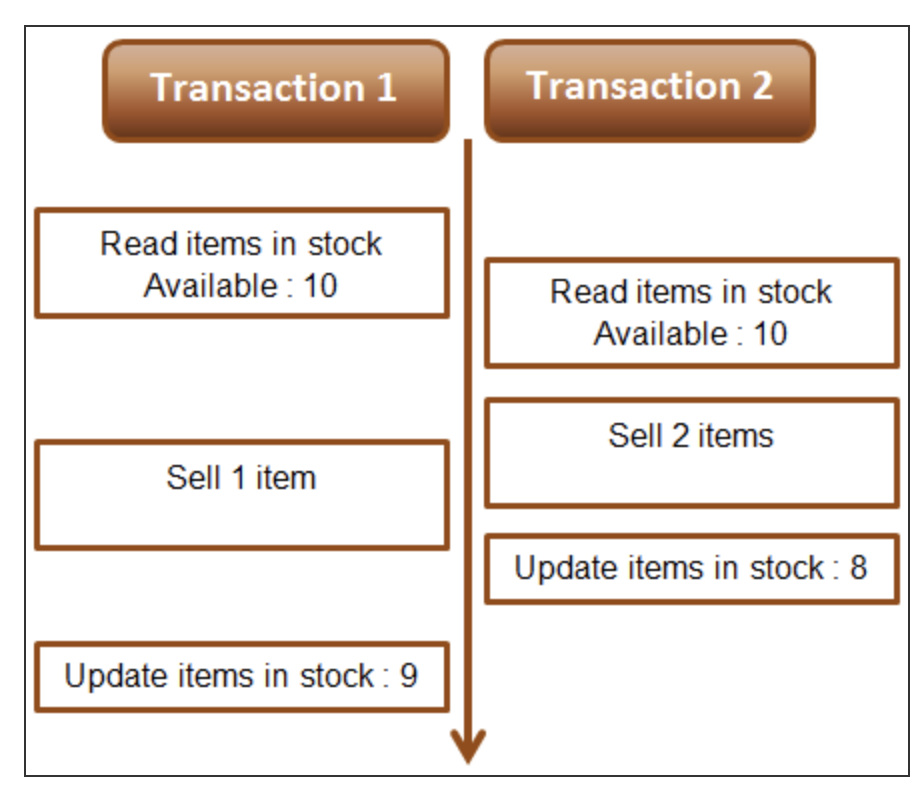 Transaction 1
Transaction 2
Read items in stock
Available : 10
Read items in stock
Available : 10
Sell 2 items
Sell 1 item
Update items in stock : 8
Update items in stock : 9